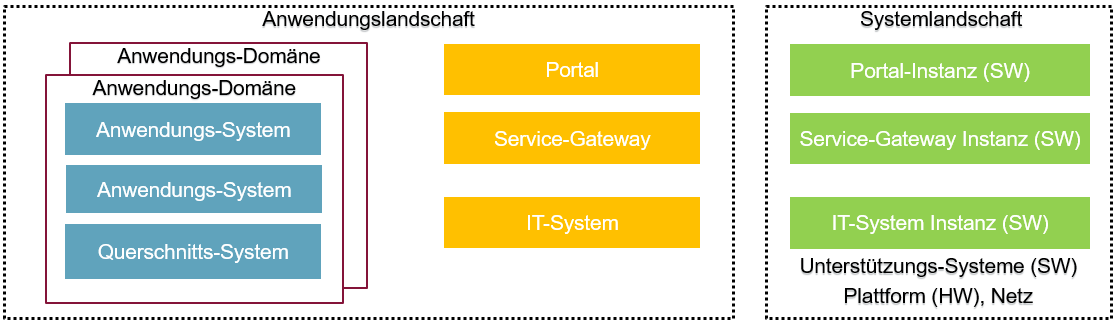 Anwendungslandschaft
Anwendungs-Domäne
Anwendungs-Domäne
Anwendungs-System
Anwendungs-System
Querschnitts-System
Portal
Service-Gateway
IT-System
Systemlandschaft
Portal-Instanz (SW)
Service-Gateway Instanz (SW)
IT-System Instanz (SW)
Unterstützungs-Systeme (SW)
Plattform (HW), Netz